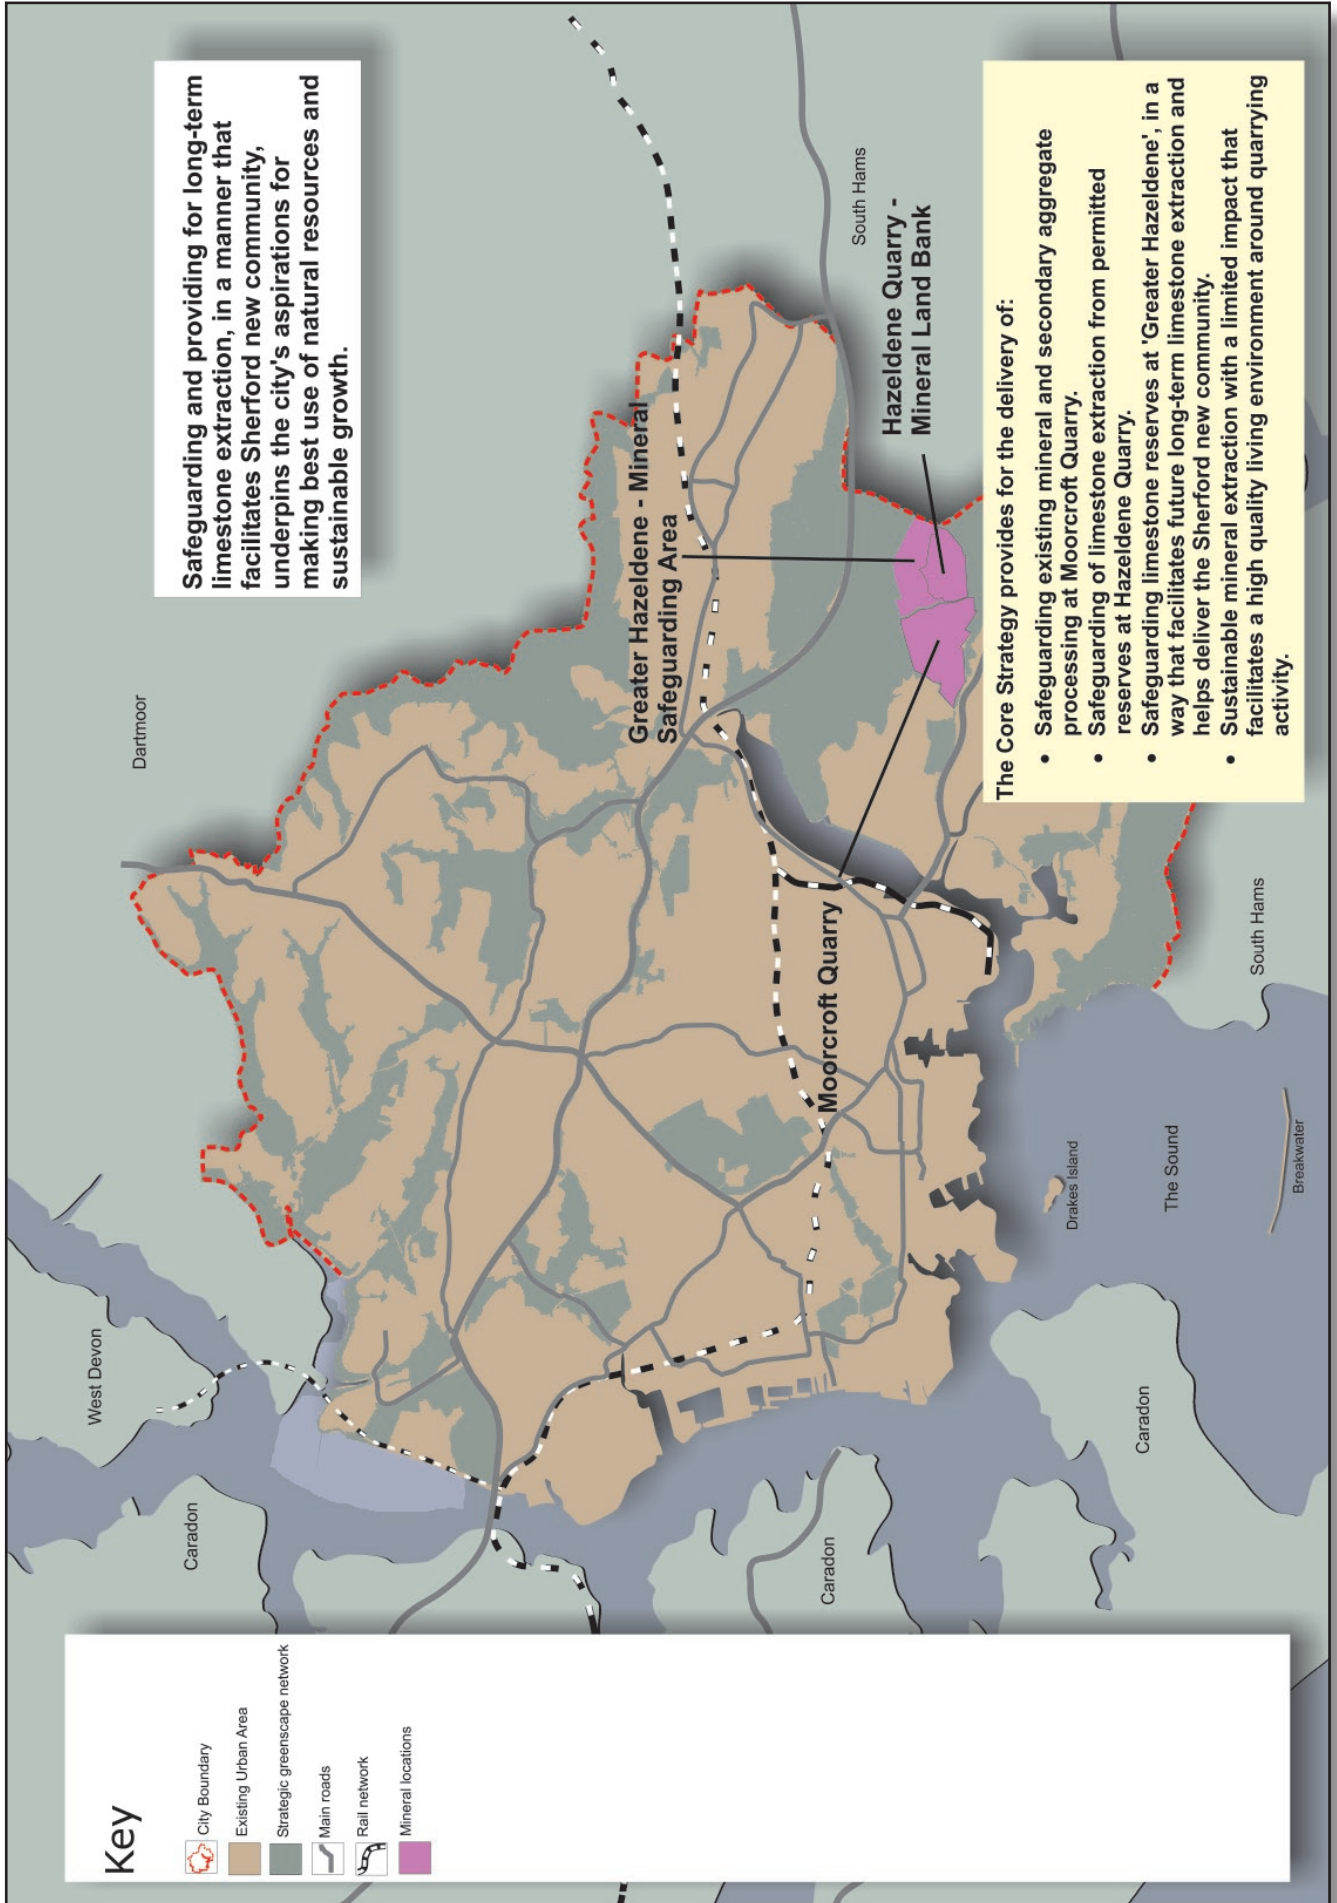 Key
City Boundary
Existing Urban Area
Strategic greenscape network
Main roads
Rail network
Mineral locations
Safeguarding and providing for long-term
limestone extraction, in a manner that
facilitates Sherford new community,
underpins the city's aspirations for
making best use of natural resources and
sustainable growth.
Dartmoor
West Devon
Caradon
Greater Hazeldene - Mineral
Safeguarding Area
Moorcroft Quarry
Caradon
South Hams
Hazeldene Quarry -
Mineral Land Bank
Drakes Island
The Sound
Breakwater
Caradon
South Hams
The Core Strategy provides for the delivery of:
• Safeguarding existing mineral and secondary aggregate
processing at Moorcroft Quarry.
• Safeguarding of limestone extraction from permitted
reserves at Hazeldene Quarry.
• Safeguarding limestone reserves at 'Greater Hazeldene', in a
way that facilitates future long-term limestone extraction and
helps deliver the Sherford new community.
• Sustainable mineral extraction with a limited impact that
facilitates a high quality living environment around quarrying
activity.